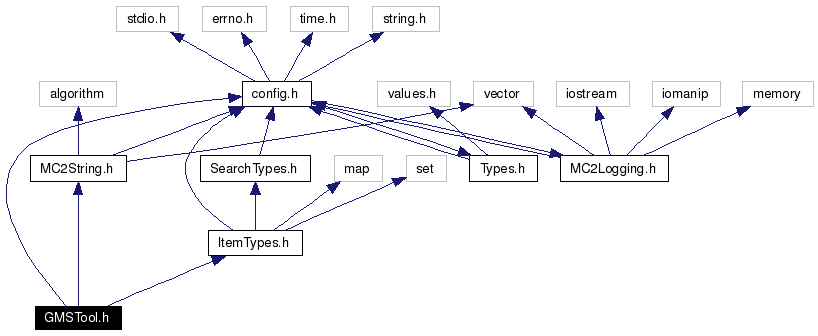 stdio.h
errno.h
time.h
string.h
algorithm
config.h
values.h
vector
iostream
iomanip
memory
MC2String.h
SearchTypes.h
map
set
Types.h
MC2Logging.h
ItemTypes.h
GMSTool.h